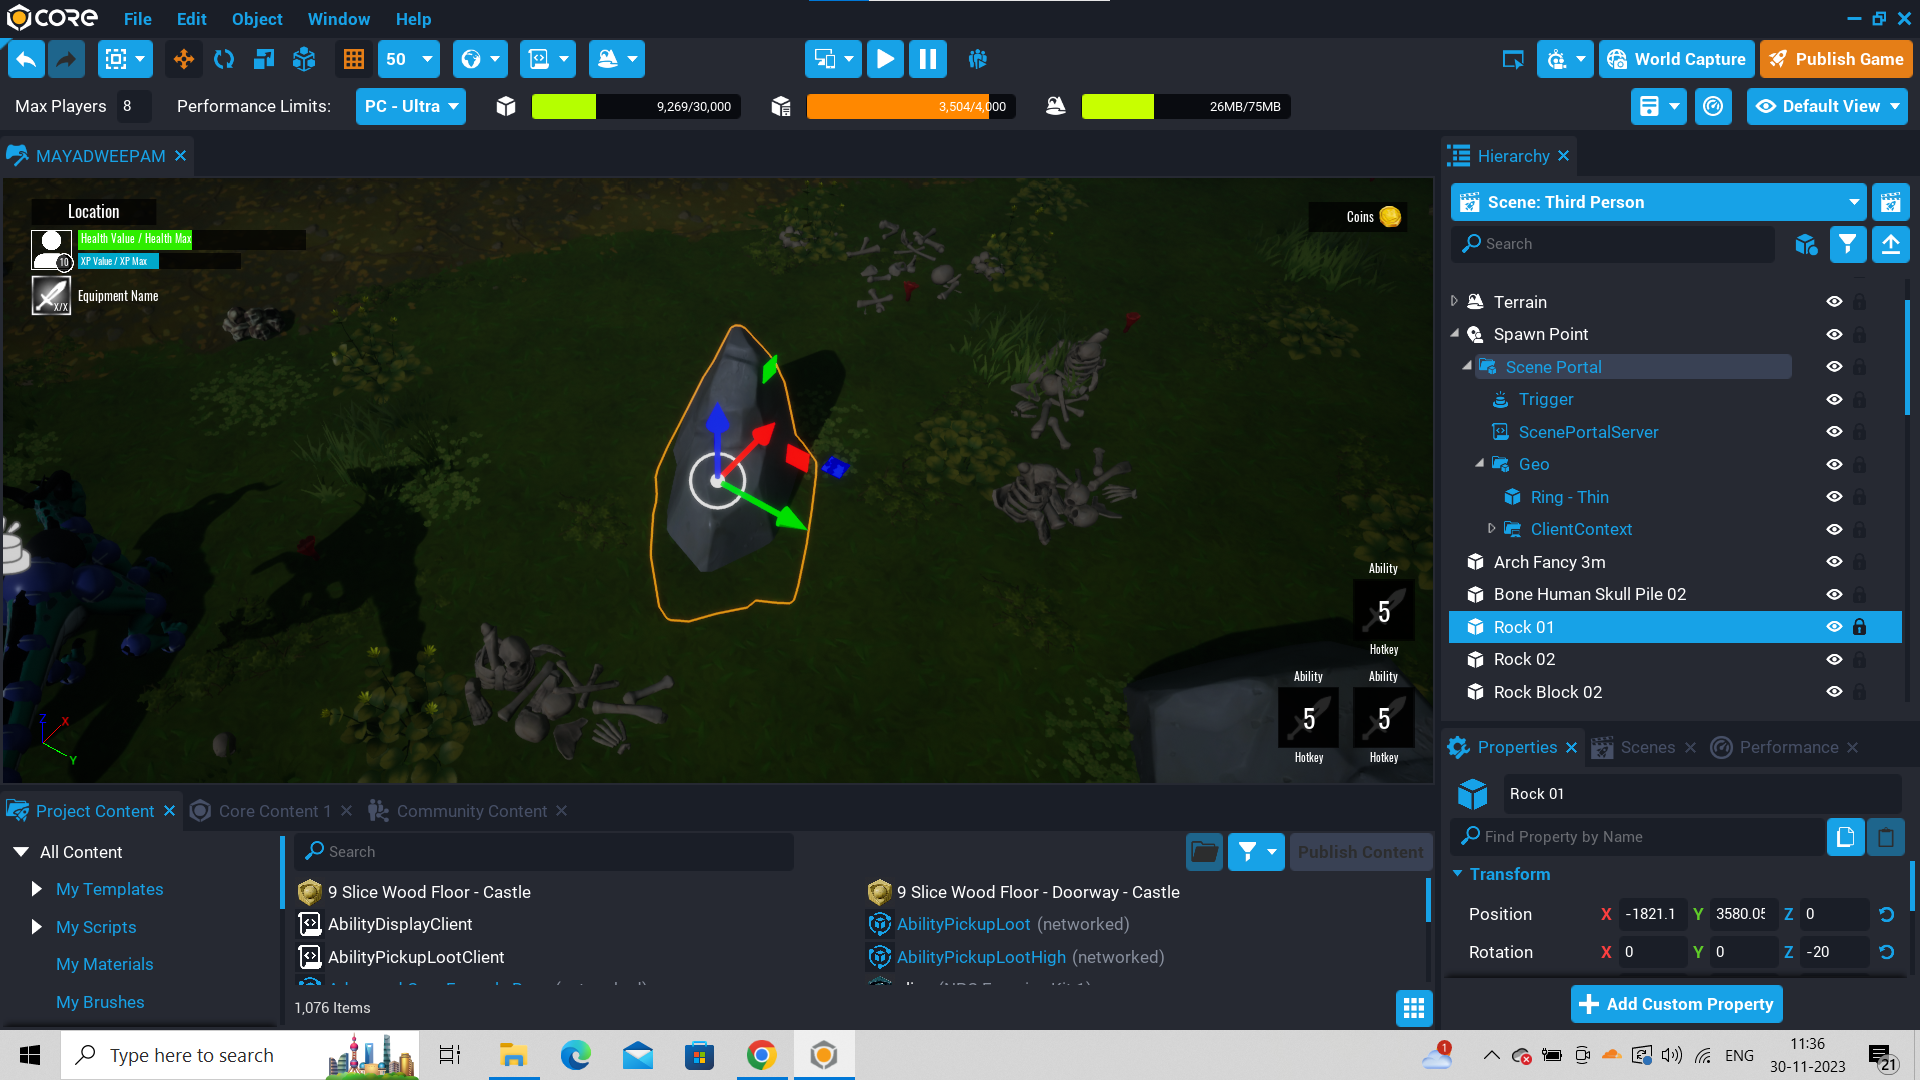 CORE File Edit Object Window Help
50 World Capture Publish Game
Max Players 8 Performance Limits: PC - Ultra 9,269/30,000 3,504/4,000 26MB/75MB Default View
MAYADWEEPAM
Location
Health Value / Health Max
XP Value / XP Max
10
X/X
Equipment Name
Coins
Ability
5
Hotkey
Ability Ability
5 5
Hotkey Hotkey
Z X
Y
Hierarchy
Scene: Third Person
Search
Terrain
Spawn Point
Scene Portal
Trigger
ScenePortalServer
Geo
Ring - Thin
ClientContext
Arch Fancy 3m
Bone Human Skull Pile 02
Rock 01
Rock 02
Rock Block 02
Properties Scenes Performance
Rock 01
Find Property by Name
Transform
Position X -1821.1 Y 3580.05 Z 0
Rotation X 0 Y 0 Z -20
Add Custom Property
Project Content Core Content 1 Community Content
All Content
My Templates
My Scripts
My Materials
My Brushes
Search
Publish Content
9 Slice Wood Floor - Castle 9 Slice Wood Floor - Doorway - Castle
AbilityDisplayClient AbilityPickupLoot (networked)
AbilityPickupLootClient AbilityPickupLootHigh (networked)
1,076 Items
Type here to search
1
ENG
11:36
30-11-2023
21